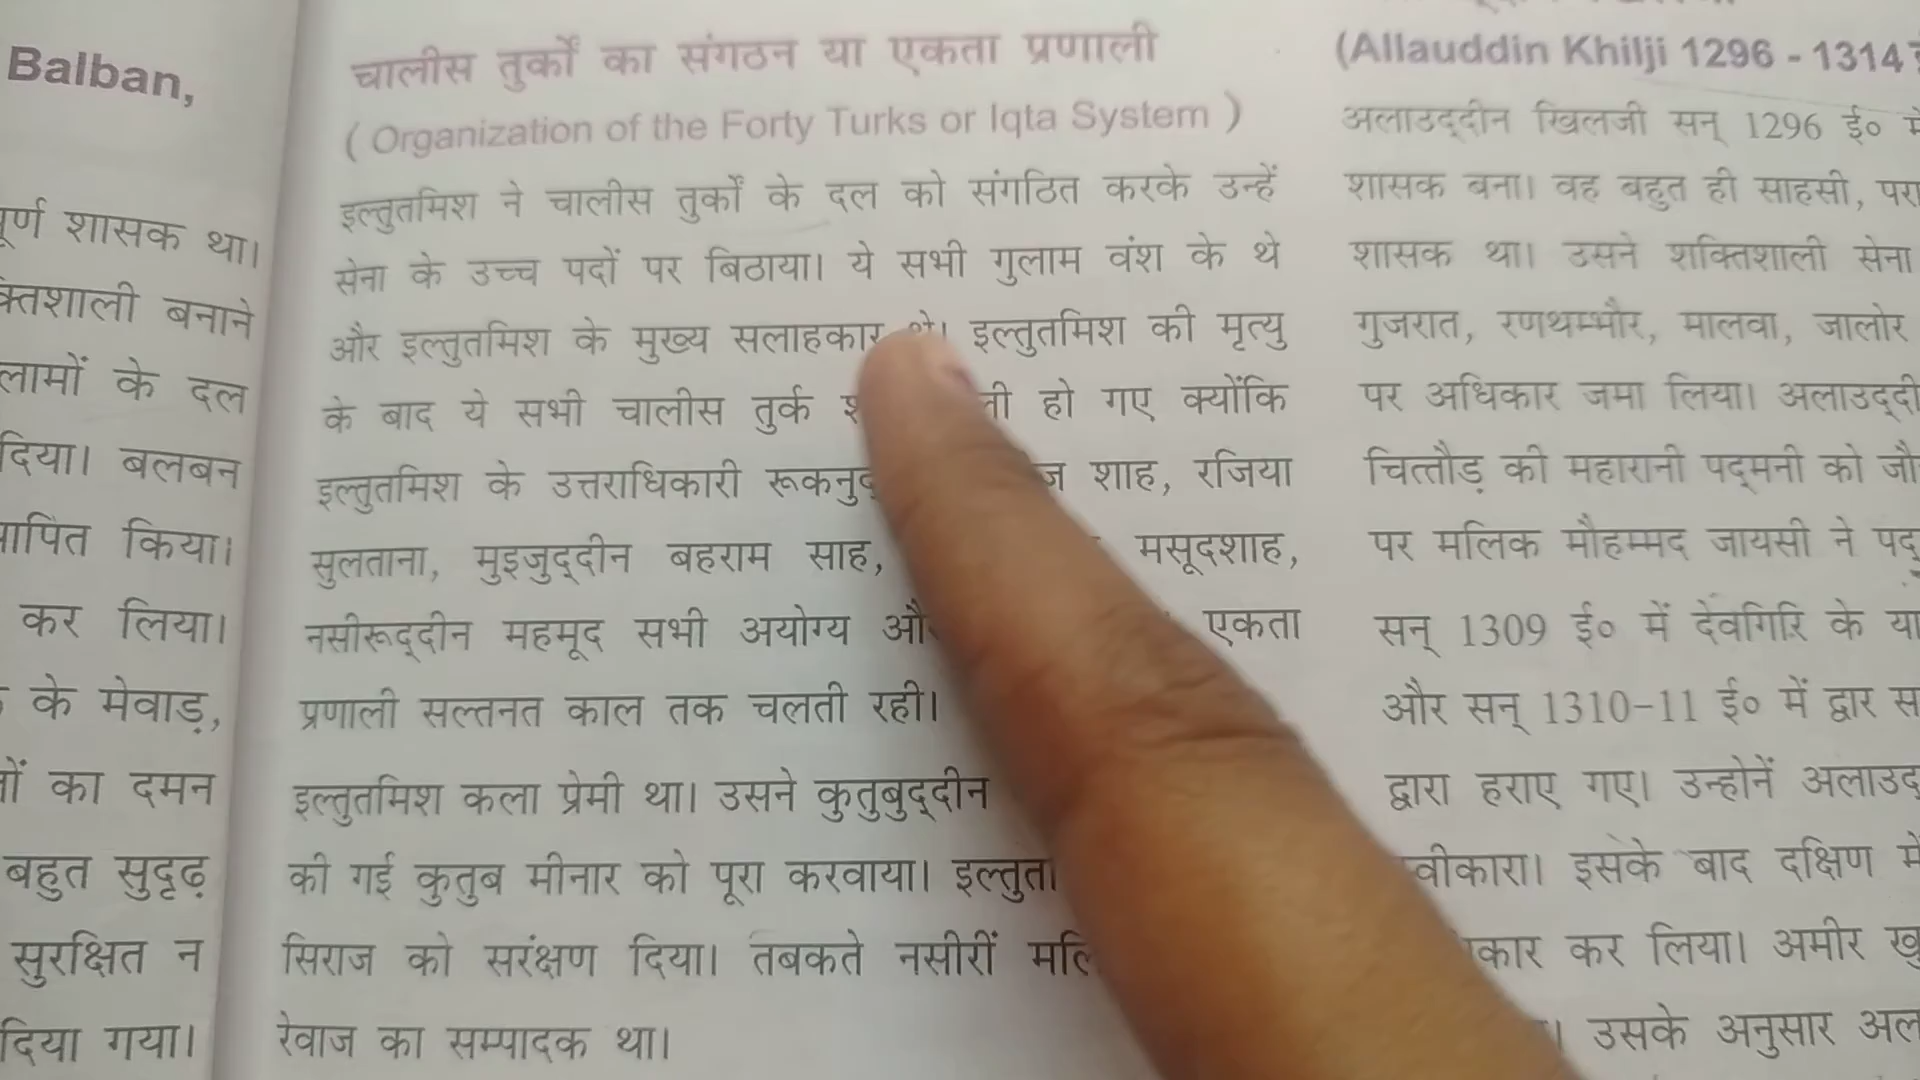 Balban,
पूर्ण शासक था।
क्तिशाली बनाने
लामों के दल
दिया। बलबन
थापित किया।
कर लिया।
के मेवाड़,
का दमन
बहुत सुदृढ़
सुरक्षित न
दिया गया।
चालीस तुर्कों का संगठन या एकता प्रणाली
( Organization of the Forty Turks or Iqta System )
इल्तुतमिश ने चालीस तुर्कों के दल को संगठित करके उन्हें
सेना के उच्च पदों पर बिठाया। ये सभी गुलाम वंश के थे
और इल्तुतमिश के मुख्य सलाहकार थे। इल्तुतमिश की मृत्यु
के बाद ये सभी चालीस तुर्क हो गए क्योंकि
इल्तुतमिश के उत्तराधिकारी शाह, रजिया
सुलताना, मुइजुद्दीन बहराम साह, मसूदशाह,
नसीरूद्दीन महमूद सभी अयोग्य एकता
प्रणाली सल्तनत काल तक चलती रही।
इल्तुतमिश कला प्रेमी था। उसने कुतुबुद्दीन
की गई कुतुब मीनार को पूरा करवाया।
सिराज को सरंक्षण दिया। तबकते नसीरीं
रेवाज का सम्पादक था।
(Allauddin Khilji 1296 - 1314
अलाउद्दीन खिलजी सन् 1296 ई०
शासक बना। वह बहुत ही साहसी,
शासक था। उसने शक्तिशाली सेना
गुजरात, रणथम्भौर, मालवा, जालोर
पर अधिकार जमा लिया।
चित्तौड़ की महारानी पद्मनी को
पर मलिक मौहम्मद जायसी ने
सन् 1309 ई० में देवगिरि के
और सन् 1310-11 ई० में द्वार
द्वारा हराए गए। उन्होनें
इसके बाद दक्षिण में
कर लिया। अमीर
उसके अनुसार